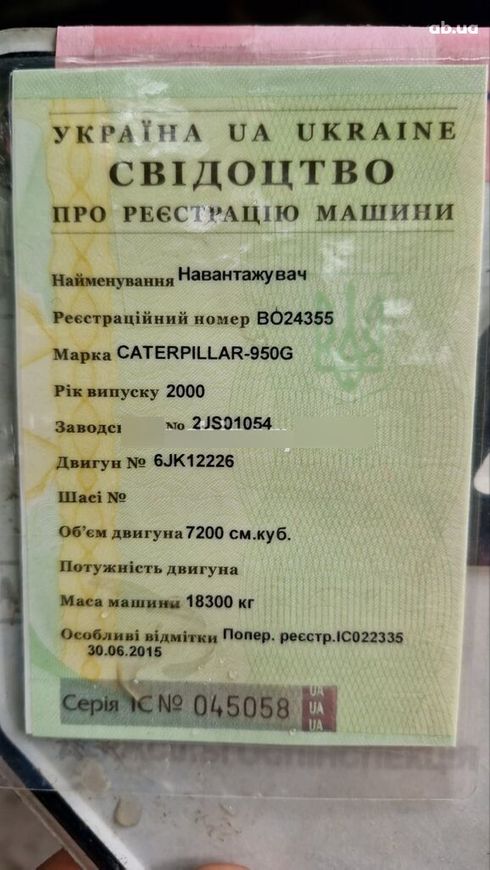 ab.ua
УКРАЇНА UA UKRAINE
СВІДОЦТВО
ПРО РЕЄСТРАЦІЮ МАШИНИ
Найменування Навантажувач
Реєстраційний номер ВО24355
Марка CATERPILLAR-950G
Рік випуску 2000
№ 2JS01054
Двигун № 6JK12226
Шасі №
Об'єм двигуна 7200 см.куб.
Потужність двигуна
Маса машини 18300 кг
Особливі відмітки Попер. реєстр.ІС022335
30.06.2015
Серія ІС № 045058
UA
UA
UA